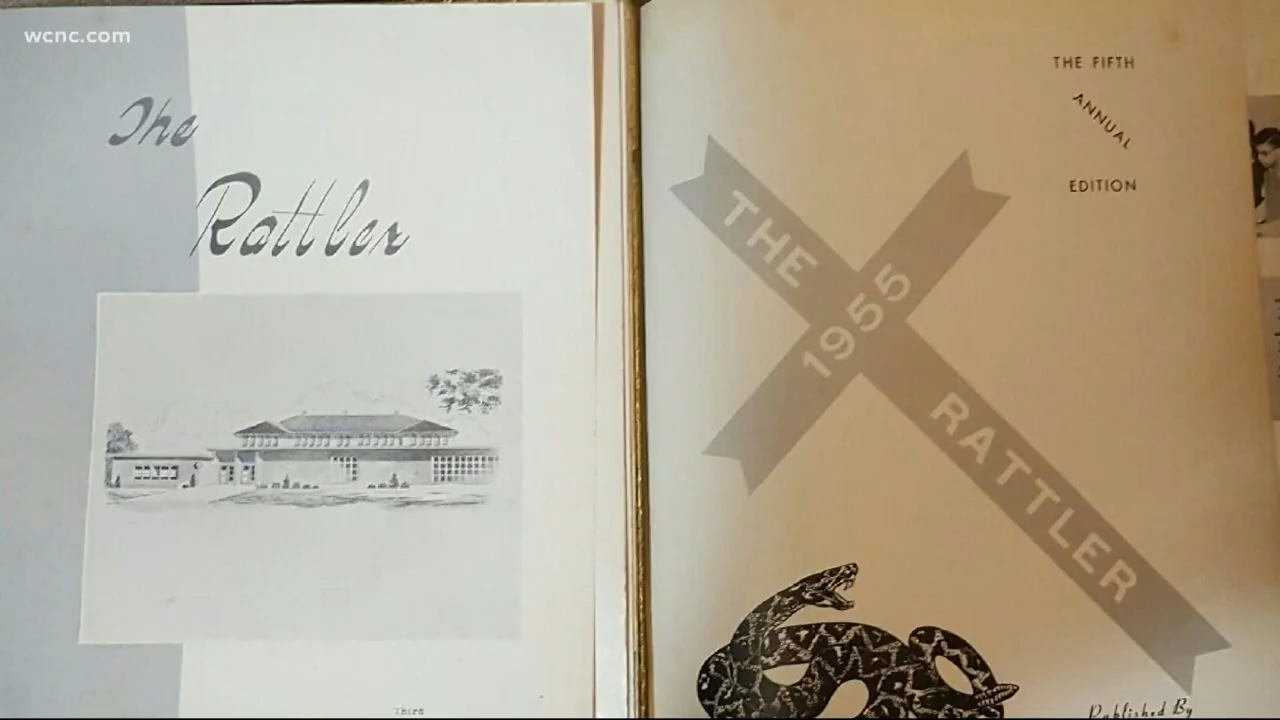 wcnc.com
The
Rattler
Third
THE FIFTH
ANNUAL
EDITION
THE RATTLER
1955
Published By